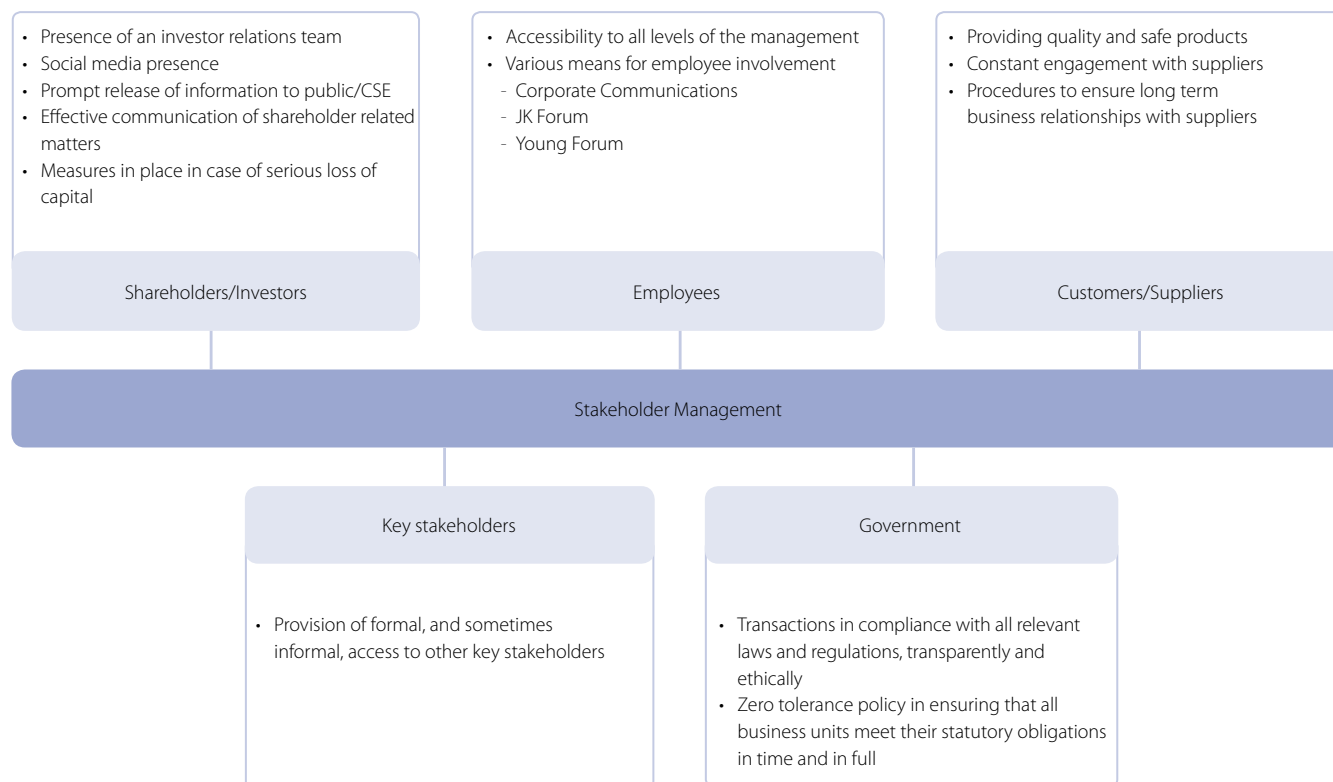 • Presence of an investor relations team
• Social media presence
• Prompt release of information to public/CSE
• Effective communication of shareholder related
matters
• Measures in place in case of serious loss of
capital
Shareholders/Investors
• Accessibility to all levels of the management
• Various means for employee involvement
- Corporate Communications
- JK Forum
- Young Forum
Employees
• Providing quality and safe products
• Constant engagement with suppliers
• Procedures to ensure long term
business relationships with suppliers
Customers/Suppliers
Stakeholder Management
Key stakeholders
• Provision of formal, and sometimes
informal, access to other key stakeholders
Government
• Transactions in compliance with all relevant
laws and regulations, transparently and
ethically
• Zero tolerance policy in ensuring that all
business units meet their statutory obligations
in time and in full